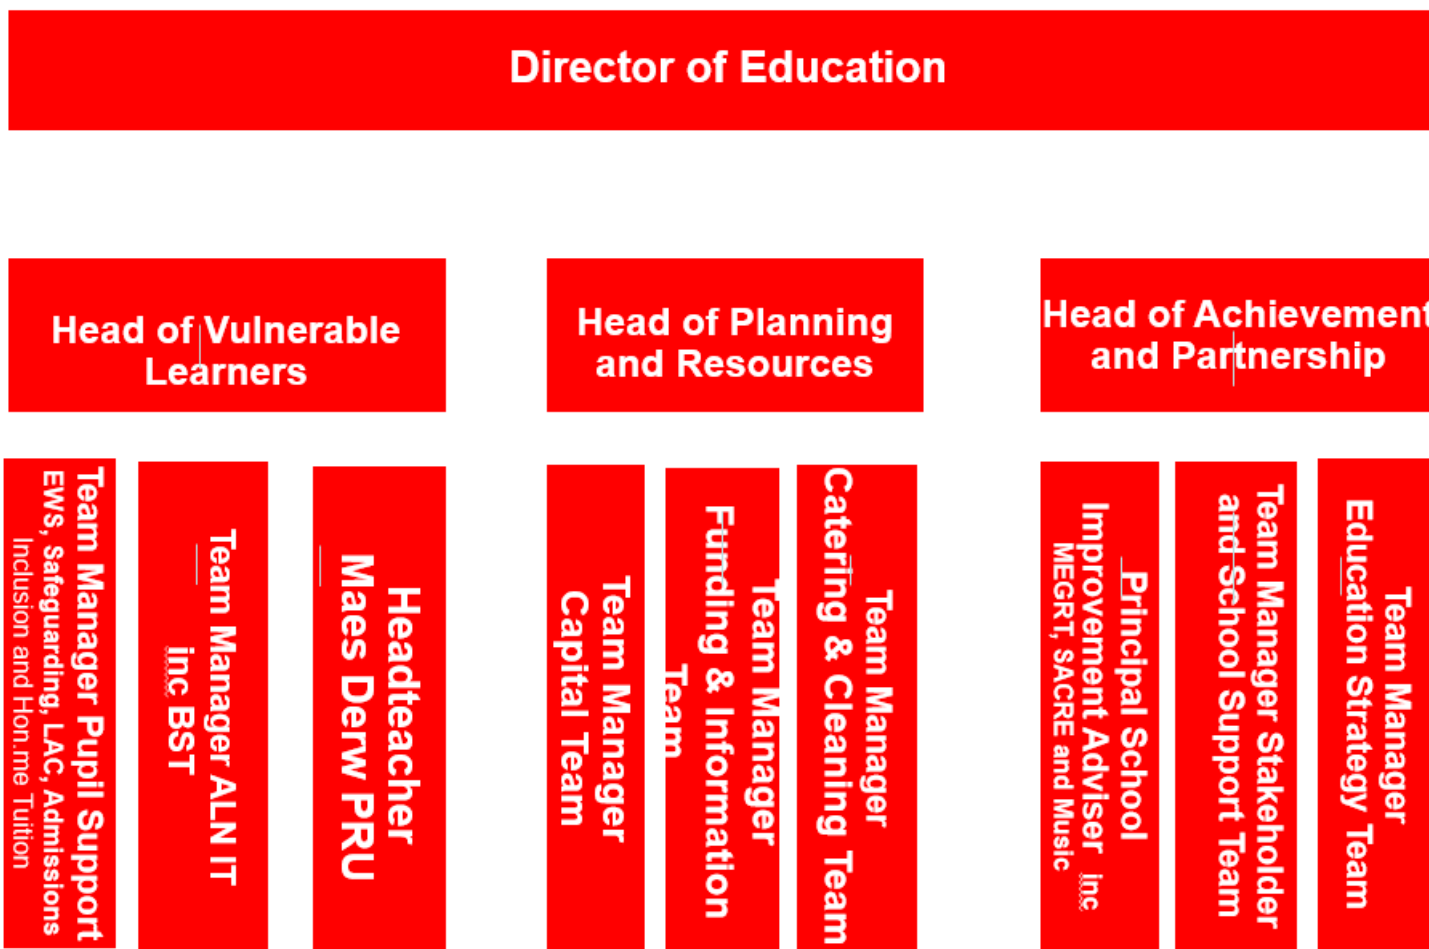 Director of Education
Head of Vulnerable
Learners
Head of Planning
and Resources
Head of Achievement
and Partnership
Team Manager Pupil Support
EWS, Safeguarding, LAC, Admissions
Inclusion and Hon.me Tuition
Team Manager ALN IT
inc BST
Headteacher
Maes Derw PRU
Team Manager
Capital Team
Team Manager
Funding & Information
Team
Team Manager
Catering & Cleaning Team
Principal School
Improvement Adviser inc
MEGRT, SACRE and Music
Team Manager Stakeholder
and School Support Team
Team Manager
Education Strategy Team